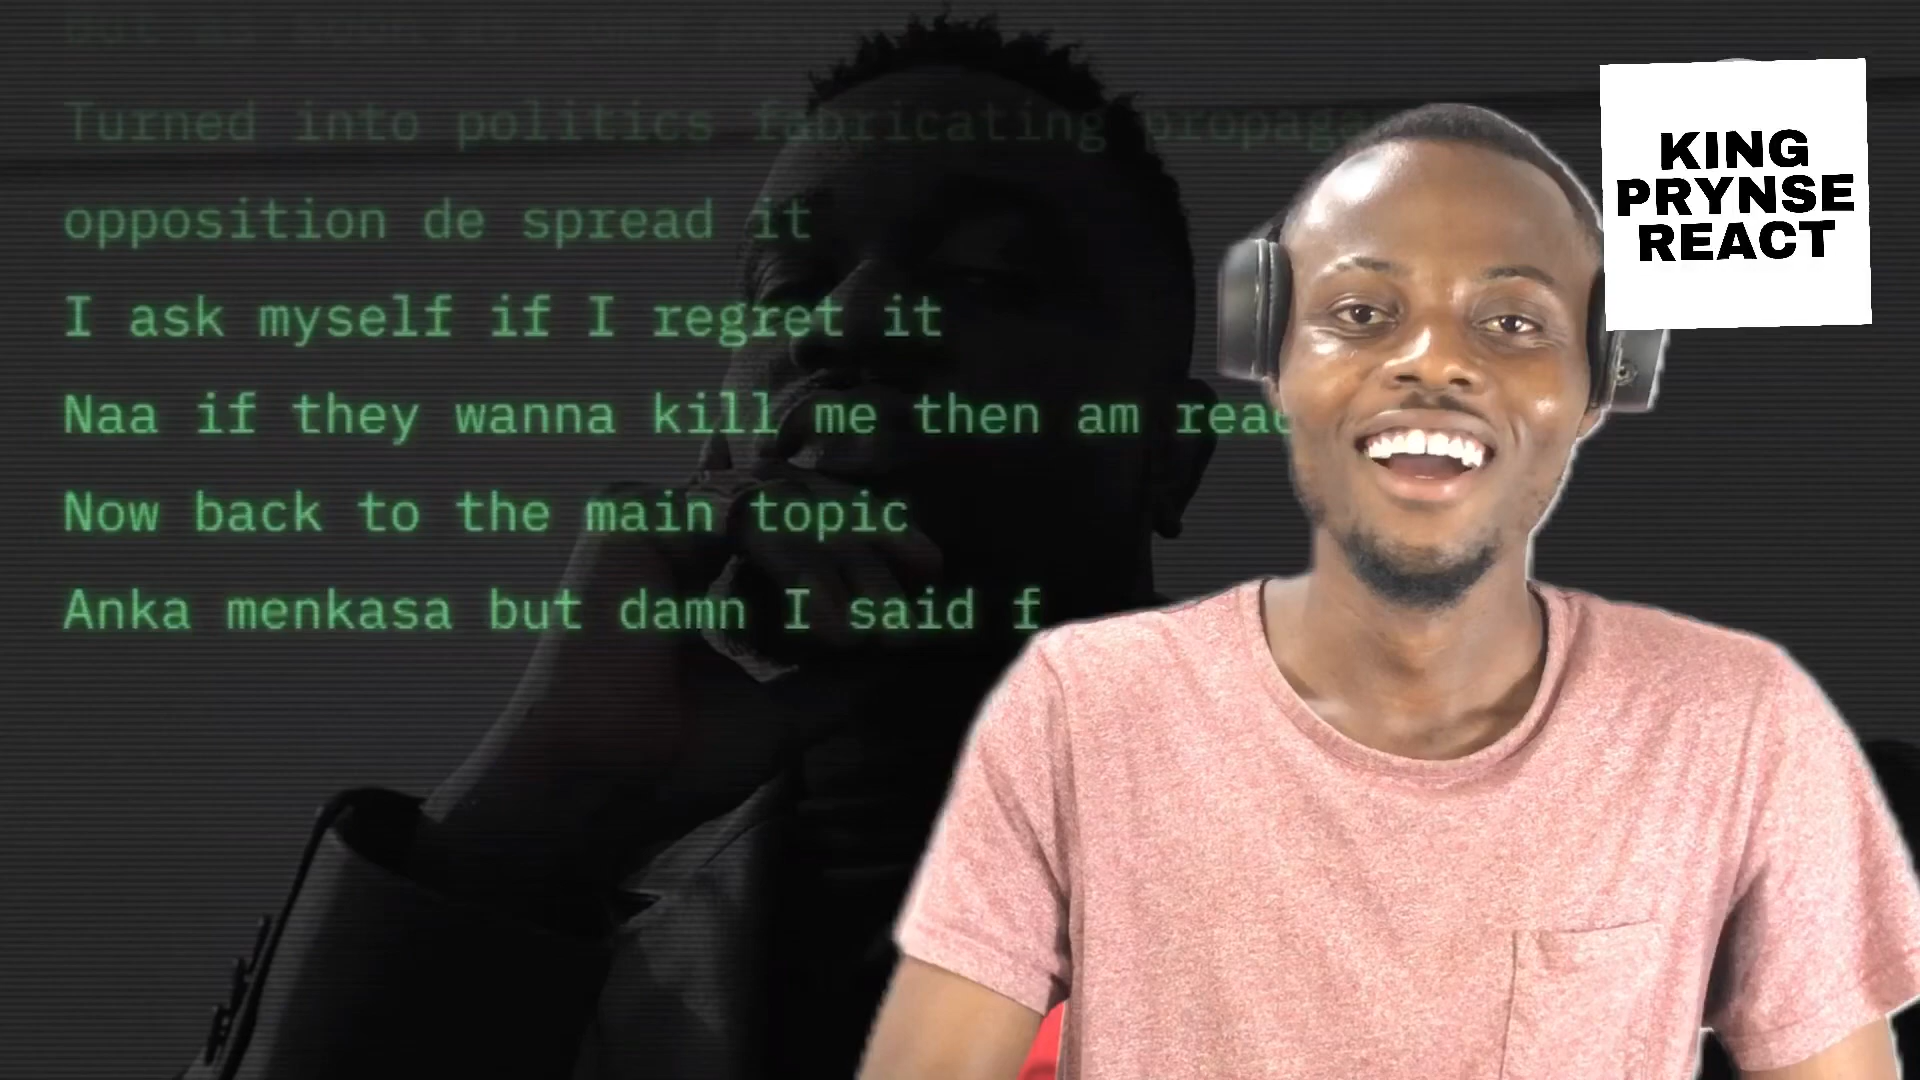 Turned into politics fabricating
opposition de spread it
I ask myself if I regret it
Naa if they wanna kill me then am
Now back to the main topic
Anka menkasa but damn I said f
KING
PRYNSE
REACT